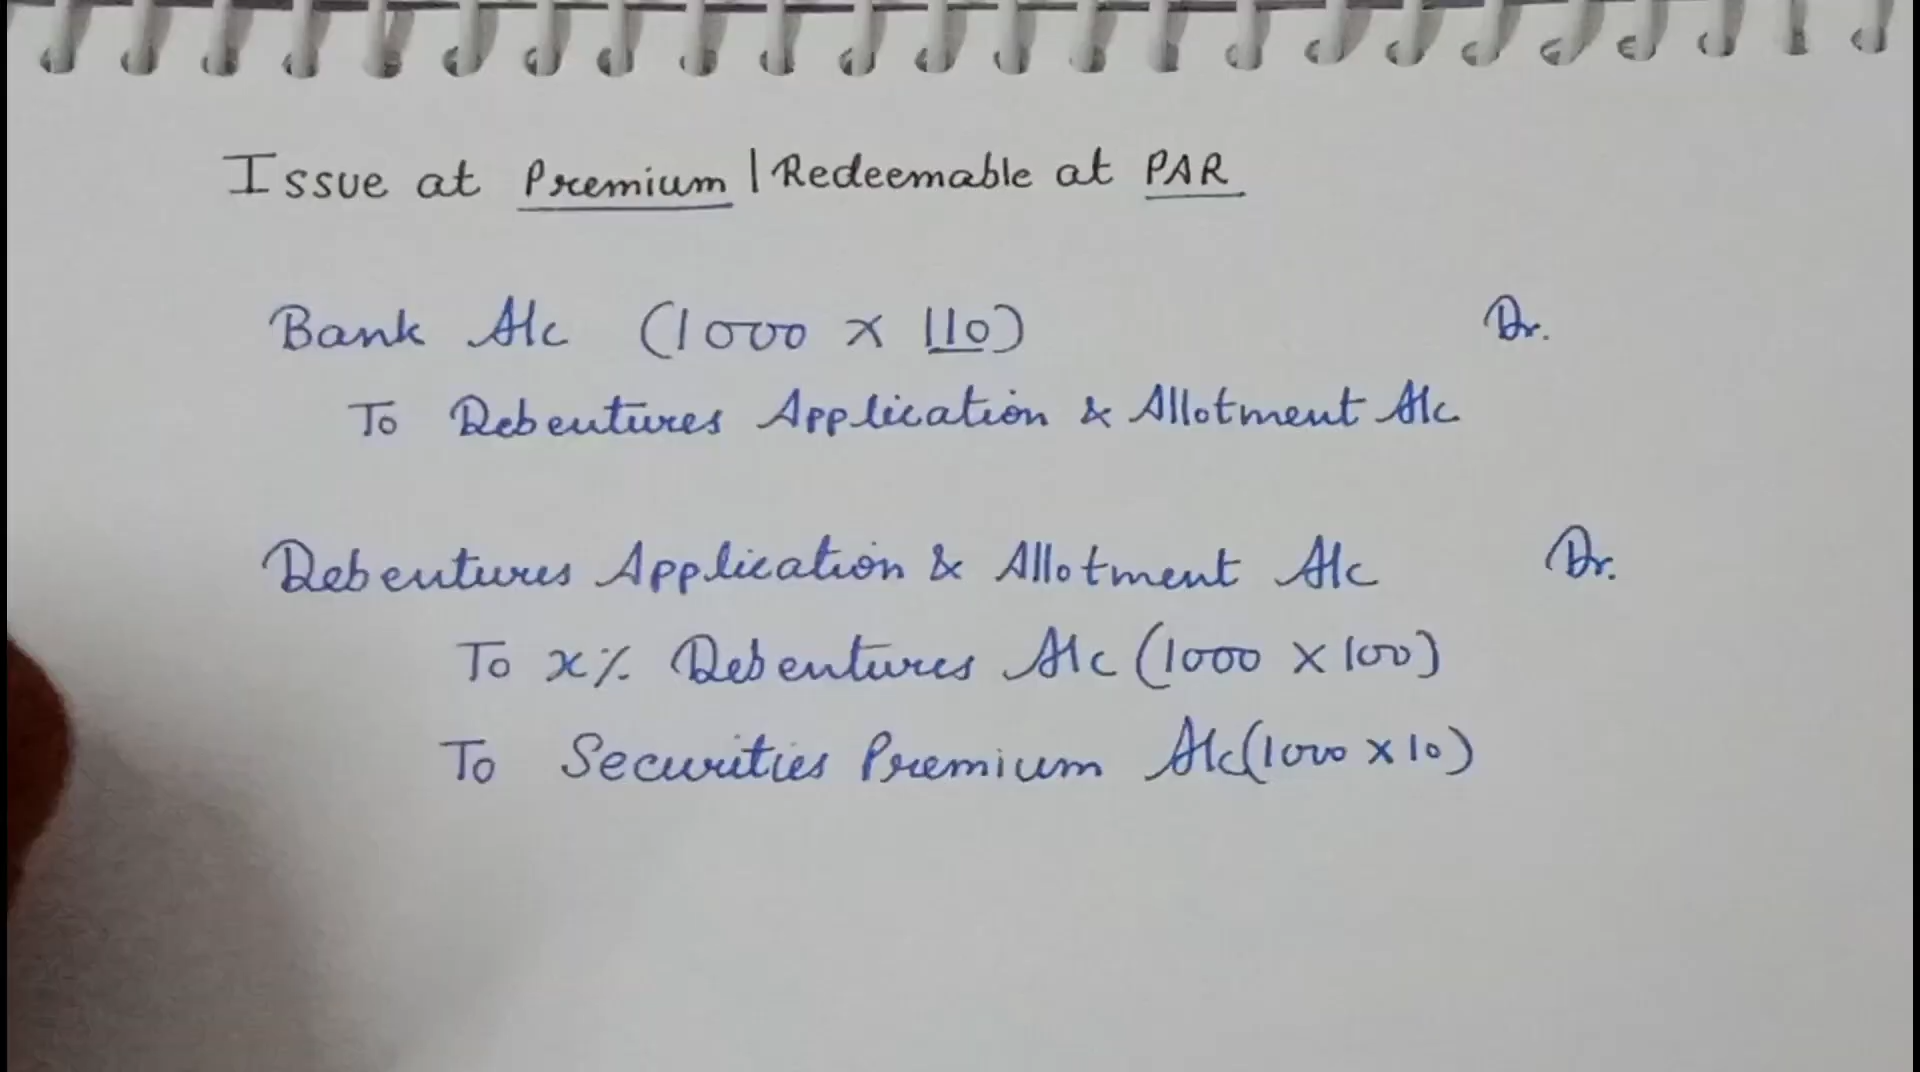 Issue at Premium | Redeemable at PAR
Bank A/c (1000 x 110) Dr.
To Debentures Application & Allotment A/c
Debentures Application & Allotment A/c Dr.
To x% Debentures A/c (1000 x 100)
To Securities Premium A/c (1000 x 10)